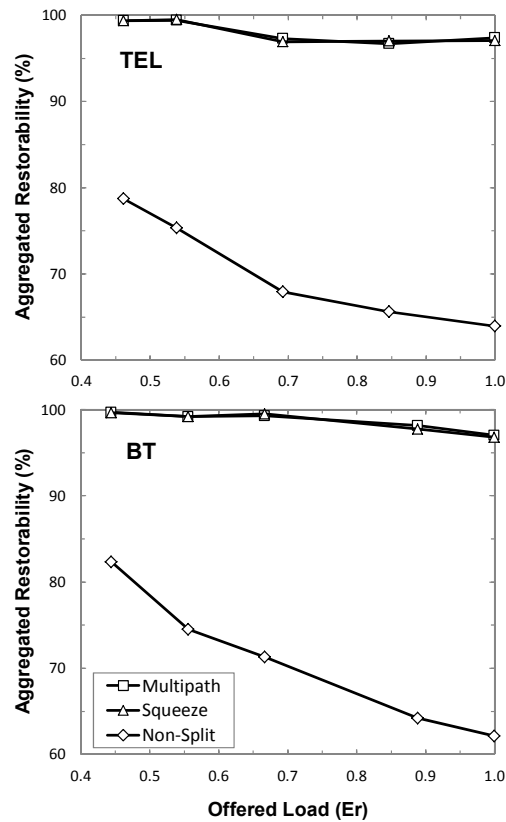 100
90
80
70
60
0.4 0.5 0.6 0.7 0.8 0.9 1.0
Aggregated Restorability (%)
TEL
100
90
80
70
60
0.4 0.5 0.6 0.7 0.8 0.9 1.0
Aggregated Restorability (%)
BT
Multipath
Squeeze
Non-Split
Offered Load (Er)